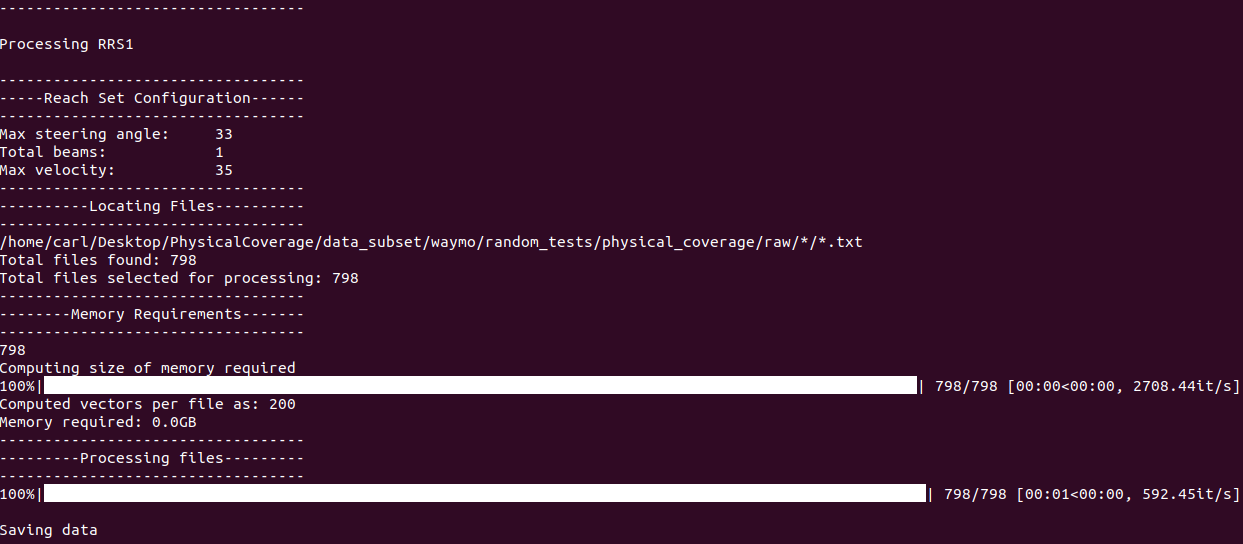 ----------------------------------
Processing RRS1
----------------------------------
-----Reach Set Configuration------
----------------------------------
Max steering angle:     33
Total beams:            1
Max velocity:           35
----------------------------------
----------Locating Files----------
----------------------------------
/home/carl/Desktop/PhysicalCoverage/data_subset/waymo/random_tests/physical_coverage/raw/*/*.txt
Total files found: 798
Total files selected for processing: 798
----------------------------------
--------Memory Requirements-------
----------------------------------
798
Computing size of memory required
100%|| 798/798 [00:00<00:00, 2708.44it/s]
Computed vectors per file as: 200
Memory required: 0.0GB
----------------------------------
---------Processing files---------
----------------------------------
100%|| 798/798 [00:01<00:00, 592.45it/s]
Saving data